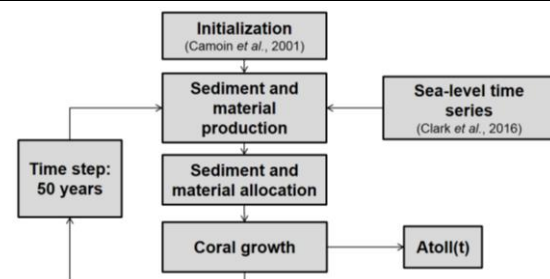 Initialization
(Camoin et al., 2001)
Sediment and
material
production
Sea-level time
series
(Clark et al., 2016)
Time step:
50 years
Sediment and
material allocation
Coral growth
Atoll(t)